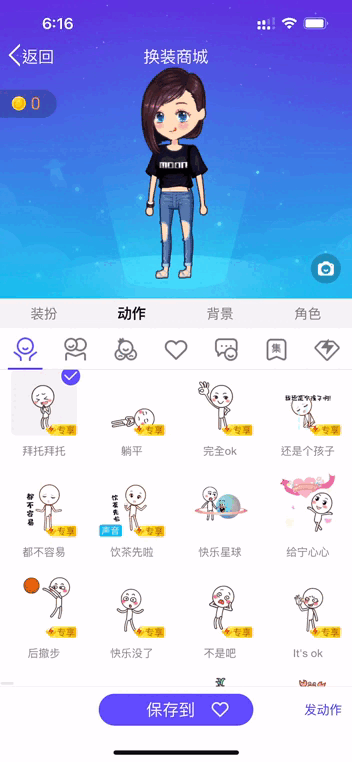 6:16
返回
换装商城
0
装扮
动作
背景
角色
集
专享
专享
专享
我还是个孩子啊
专享
拜托拜托
躺平
完全ok
还是个孩子
都不容易
专享
饮茶先啦
声音
专享
都不容易
饮茶先啦
快乐星球
给宁心心
专享
专享
专享
专享
后撤步
快乐没了
不是吧
It's ok
保存到
发动作